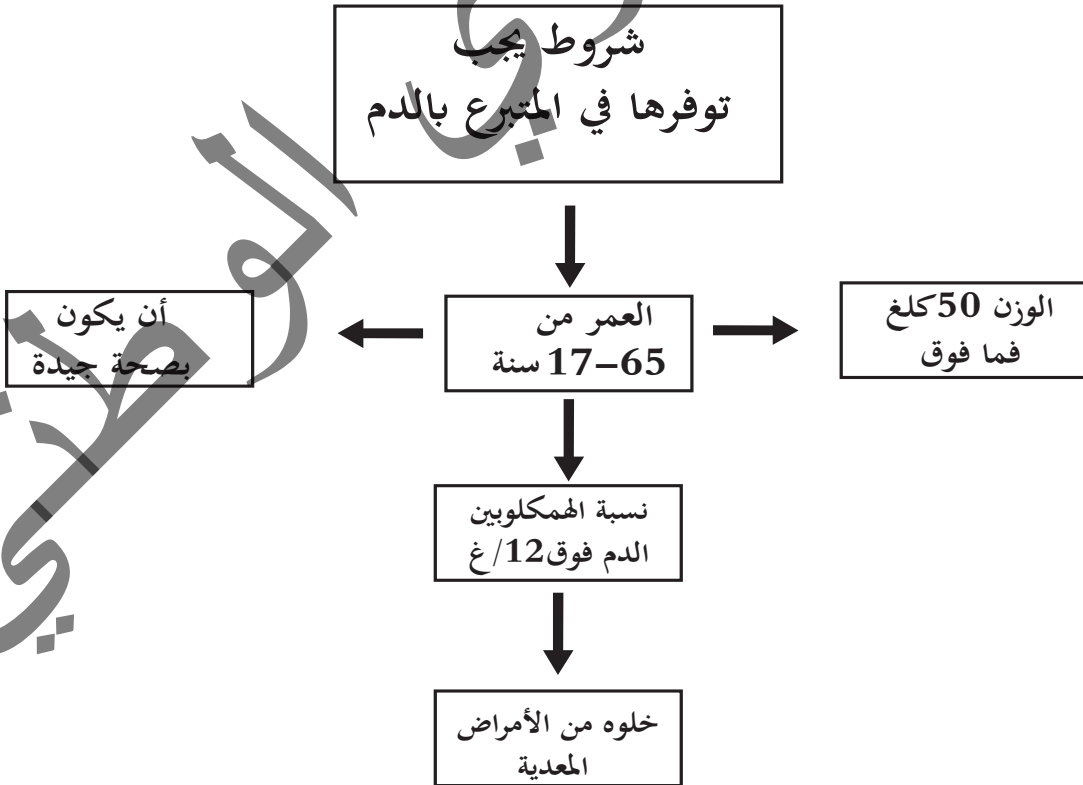 شروط يجب
توفرها في المتبرع بالدم
الوزن 50كلغ
فما فوق
العمر من
17–65 سنة
أن يكون
بصحة جيدة
نسبة الهمكلوبين
الدم فوق12/غ
خلوه من الأمراض
المعدية